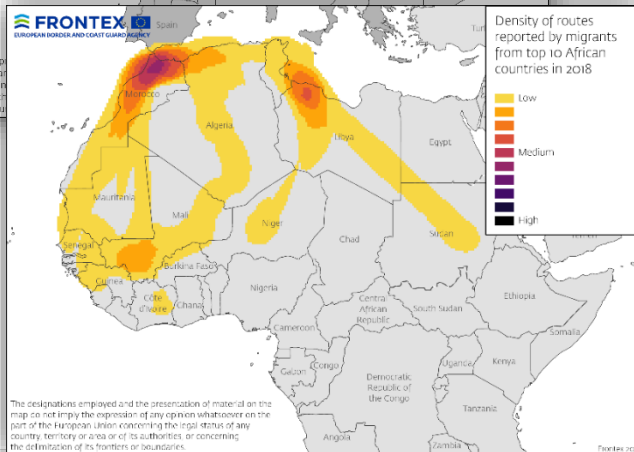 FRONTEX
EUROPEAN BORDER AND COAST GUARD AGENCY
Spain
Density of routes
reported by migrants
from top 10 African
countries in 2018
Low
Medium
High
Morocco
Algeria
Libya
Egypt
Mauritania
Mali
Niger
Chad
Sudan
Senegal
Burkina Faso
Guinea
Côte
d'Ivoire
Ghana
Nigeria
Central
African
Republic
South Sudan
Ethiopia
Somalia
Cameroon
Gabon
Congo
Uganda
Kenya
Democratic
Republic of
the Congo
Tanzania
Angola
Zambia
The designations employed and the presentation of material on the
map do not imply the expression of any opinion whatsoever on the
part of the European Union concerning the legal status of any
country, territory or area or of its authorities, or concerning
the delimitation of its frontiers or boundaries.
Frontex